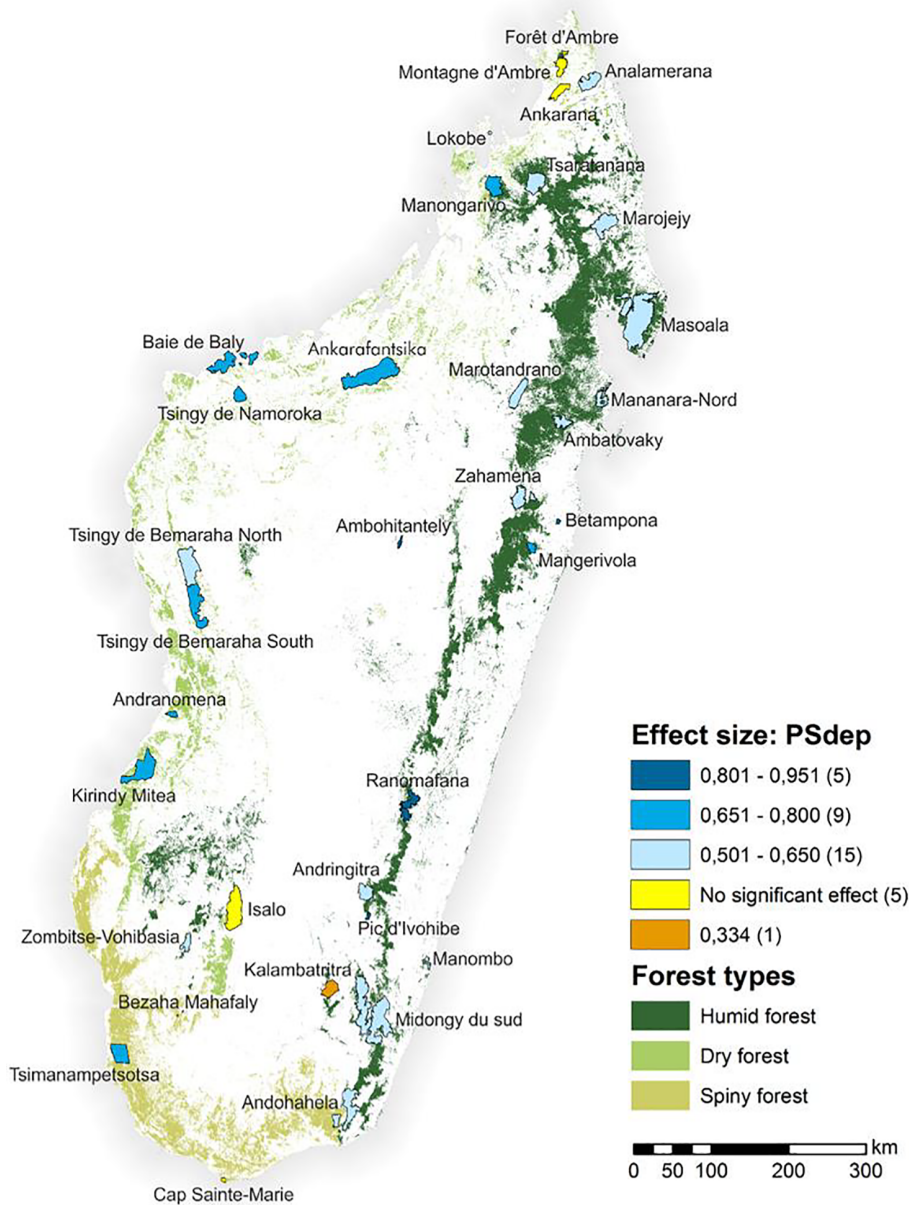 Forêt d'Ambre
Montagne d'Ambre
Analamerana
Ankarana
Lokobe°
Tsaratanana
Manongarivo
Marojejy
Masoala
Baie de Baly
Ankarafantsika
Marotandrano
Tsingy de Namoroka
Mananara-Nord
Ambatovaky
Zahamena
Tsingy de Bemaraha North
Ambohitantely
Betampona
Mangerivola
Tsingy de Bemaraha South
Andranomena
Kirindy Mitea
Ranomafana
Andringitra
Isalo
Pic d'Ivohibe
Zombitse-Vohibasia
Manombo
Kalambatritra
Bezaha Mahafaly
Midongy du sud
Tsimanampetsotsa
Andohahela
Cap Sainte-Marie
Effect size: PSdep
0,801 - 0,951 (5)
0,651 - 0,800 (9)
0,501 - 0,650 (15)
No significant effect (5)
0,334 (1)
Forest types
Humid forest
Dry forest
Spiny forest
km
0 50 100 200 300